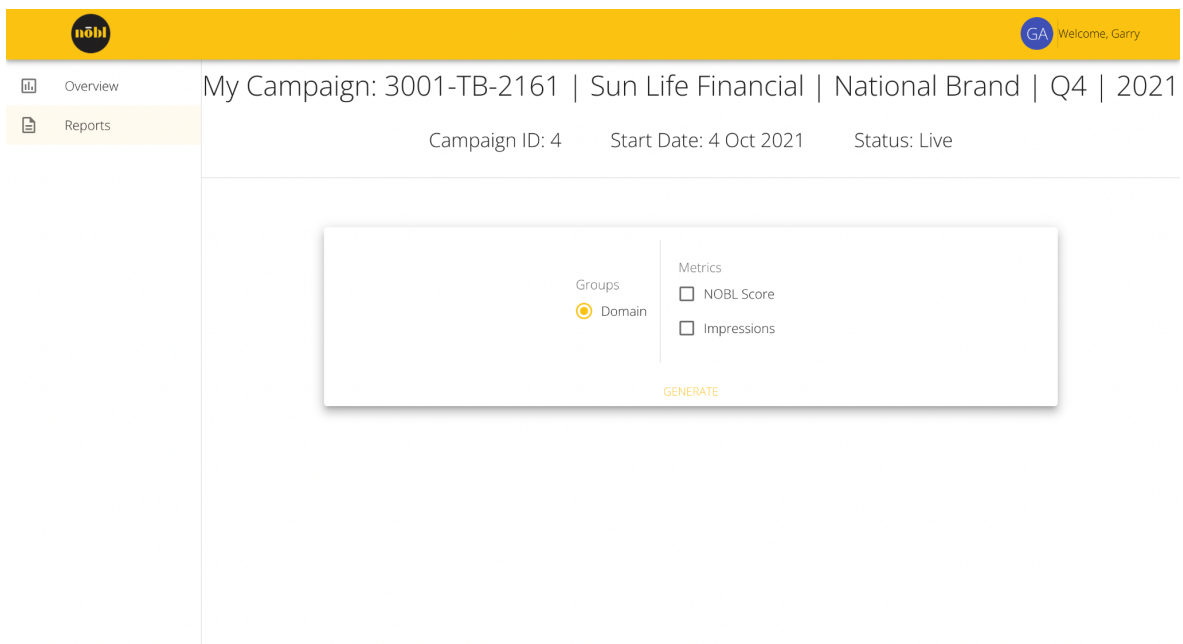 nōbl
GA Welcome, Garry
Overview
Reports
My Campaign: 3001-TB-2161 | Sun Life Financial | National Brand | Q4 | 2021
Campaign ID: 4 Start Date: 4 Oct 2021 Status: Live
Groups
Domain
Metrics
NOBL Score
Impressions
GENERATE